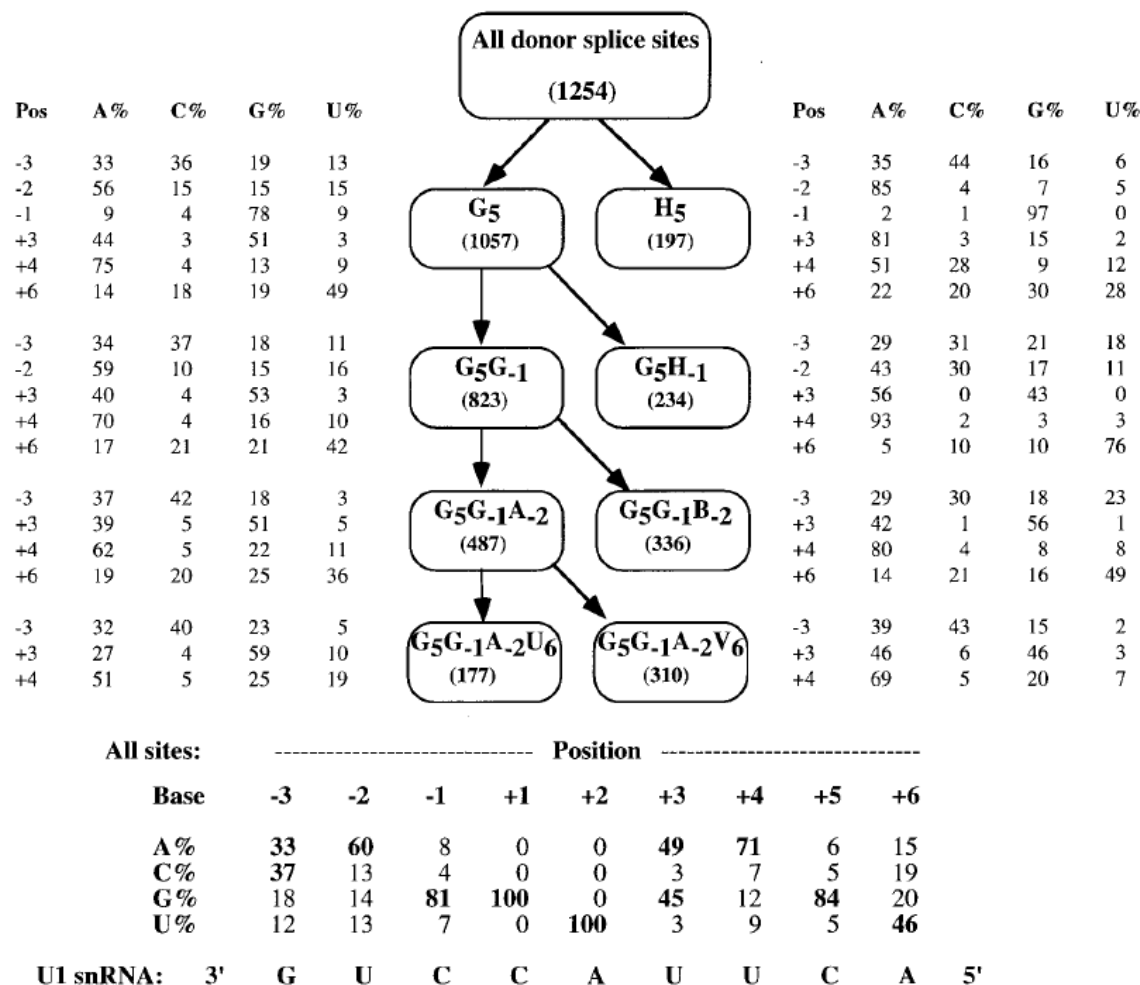 All donor splice sites
(1254)
Pos A% C% G% U%
-3 33 36 19 13
-2 56 15 15 15
-1 9 4 78 9
+3 44 3 51 3
+4 75 4 13 9
+6 14 18 19 49
G5
(1057)
H5
(197)
Pos A% C% G% U%
-3 35 44 16 6
-2 85 4 7 5
-1 2 1 97 0
+3 81 3 15 2
+4 51 28 9 12
+6 22 20 30 28
-3 34 37 18 11
-2 59 10 15 16
+3 40 4 53 3
+4 70 4 16 10
+6 17 21 21 42
G5G-1
(823)
G5H-1
(234)
-3 29 31 21 18
-2 43 30 17 11
+3 56 0 43 0
+4 93 2 3 3
+6 5 10 10 76
-3 37 42 18 3
+3 39 5 51 5
+4 62 5 22 11
+6 19 20 25 36
G5G-1A-2
(487)
G5G-1B-2
(336)
-3 29 30 18 23
+3 42 1 56 1
+4 80 4 8 8
+6 14 21 16 49
-3 32 40 23 5
+3 27 4 59 10
+4 51 5 25 19
G5G-1A-2U6
(177)
G5G-1A-2V6
(310)
-3 39 43 15 2
+3 46 6 46 3
+4 69 5 20 7
All sites: Position
Base -3 -2 -1 +1 +2 +3 +4 +5 +6
A% 33 60 8 0 0 49 71 6 15
C% 37 13 4 0 0 3 7 5 19
G% 18 14 81 100 0 45 12 84 20
U% 12 13 7 0 100 3 9 5 46
U1 snRNA: 3' G U C C A U U C A 5'